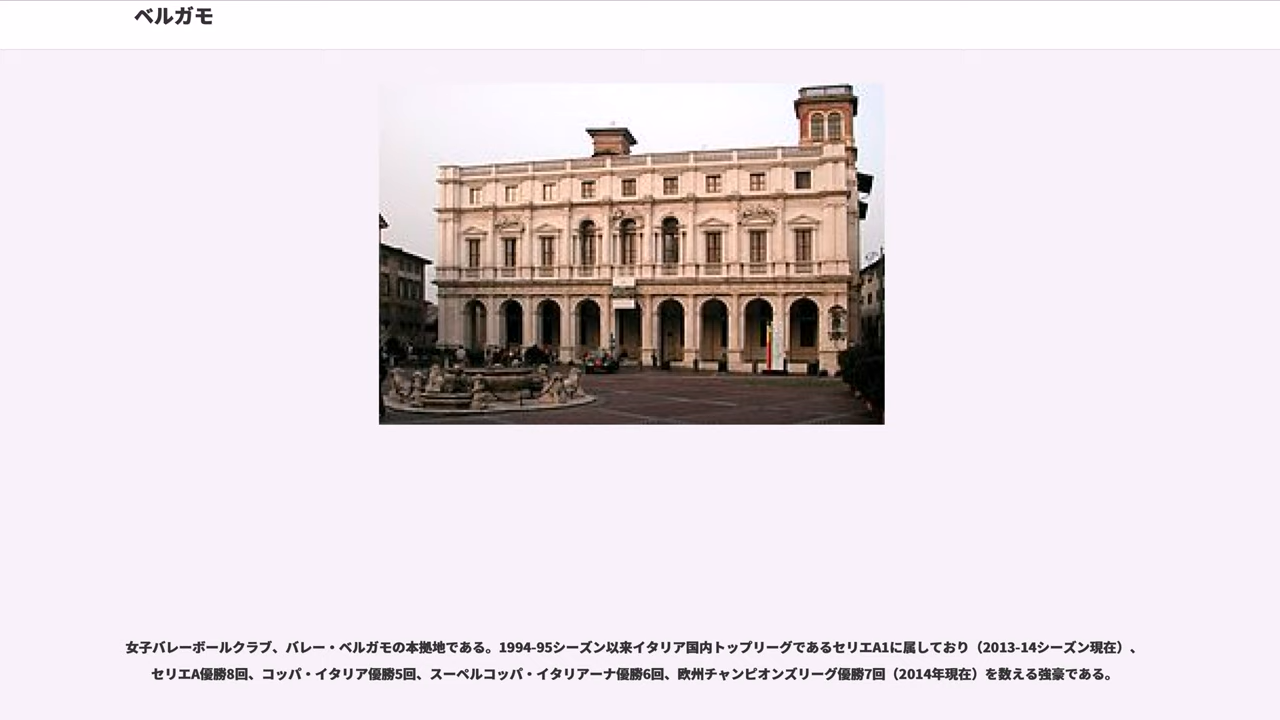 ベルガモ
女子バレーボールクラブ、バレー・ベルガモの本拠地である。1994-95シーズン以来イタリア国内トップリーグであるセリエA1に属しており（2013-14シーズン現在）、
セリエA優勝8回、コッパ・イタリア優勝5回、スーペルコッパ・イタリアーナ優勝6回、欧州チャンピオンズリーグ優勝7回（2014年現在）を数える強豪である。